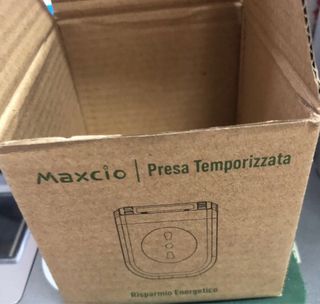 Maxcio | Presa Temporizzata
Risparmio Energetico